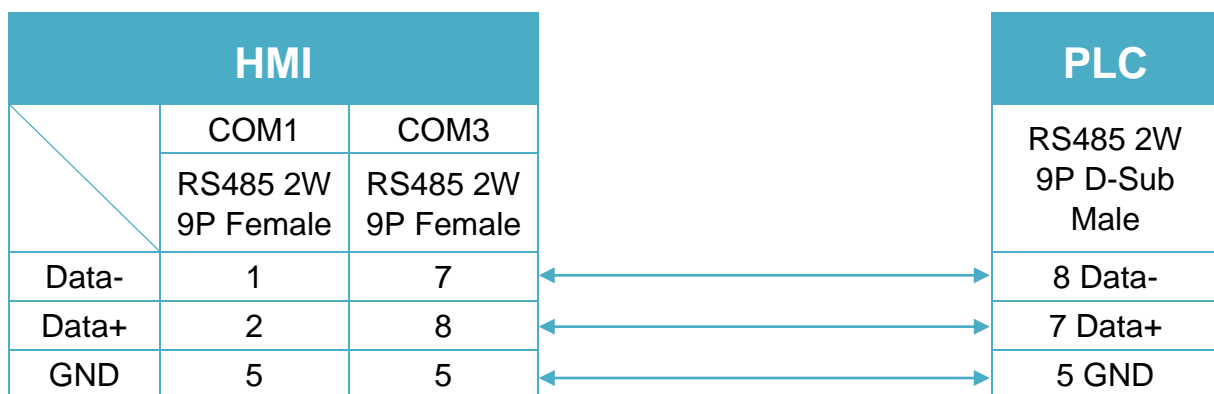 HMI PLC
COM1 COM3
RS485 2W
9P D-Sub
Male
RS485 2W RS485 2W
9P Female 9P Female
Data- 1 7 8 Data-
Data+ 2 8 7 Data+
GND 5 5 5 GND